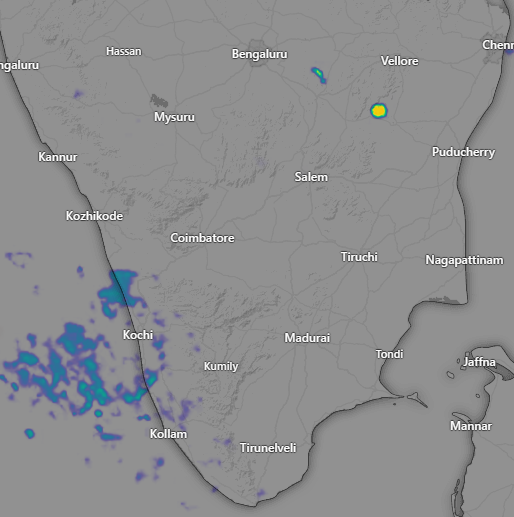 Hassan
Bengaluru
Chenn
ngaluru
Vellore
Mysuru
Kannur
Puducherry
Salem
Kozhikode
Coimbatore
Tiruchi
Nagapattinam
Kochi
Madurai
Tondi
Kumily
Jaffna
Kollam
Mannar
Tirunelveli